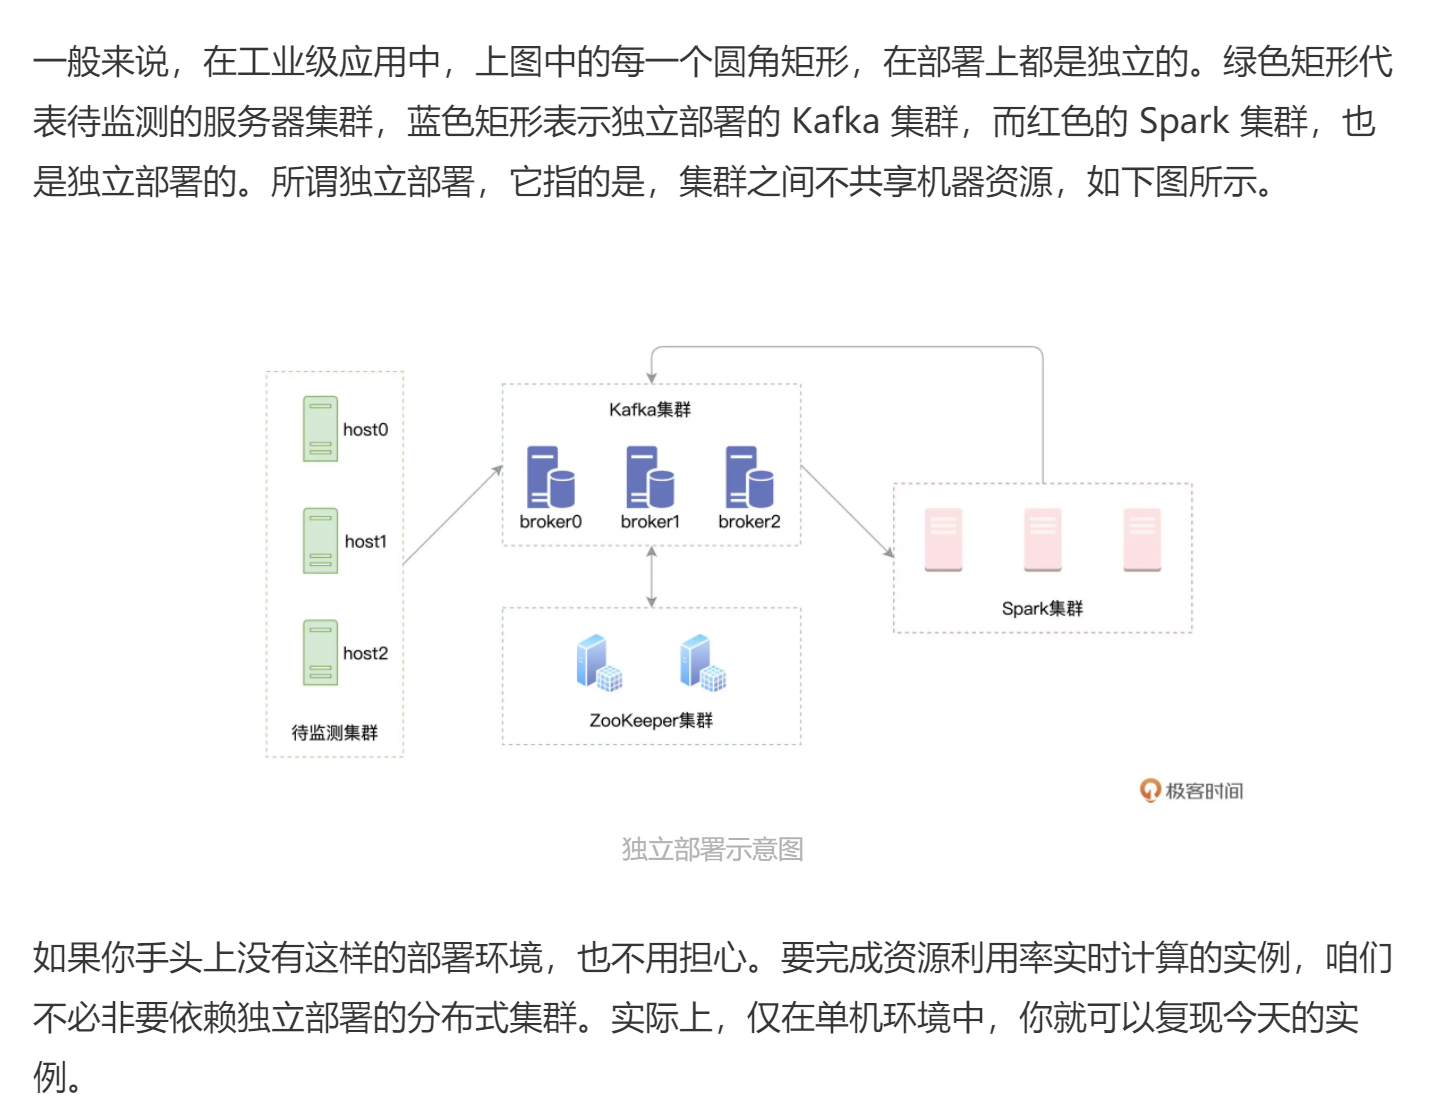 一般来说，在工业级应用中，上图中的每一个圆角矩形，在部署上都是独立的。绿色矩形代
表待监测的服务器集群，蓝色矩形表示独立部署的 Kafka 集群，而红色的 Spark 集群，也
是独立部署的。所谓独立部署，它指的是，集群之间不共享机器资源，如下图所示。
host0
host1
host2
待监测集群
Kafka集群
broker0
broker1
broker2
ZooKeeper集群
Spark集群
极客时间
独立部署示意图
如果你手头上没有这样的部署环境，也不用担心。要完成资源利用率实时计算的实例，咱们
不必非要依赖独立部署的分布式集群。实际上，仅在单机环境中，你就可以复现今天的实
例。